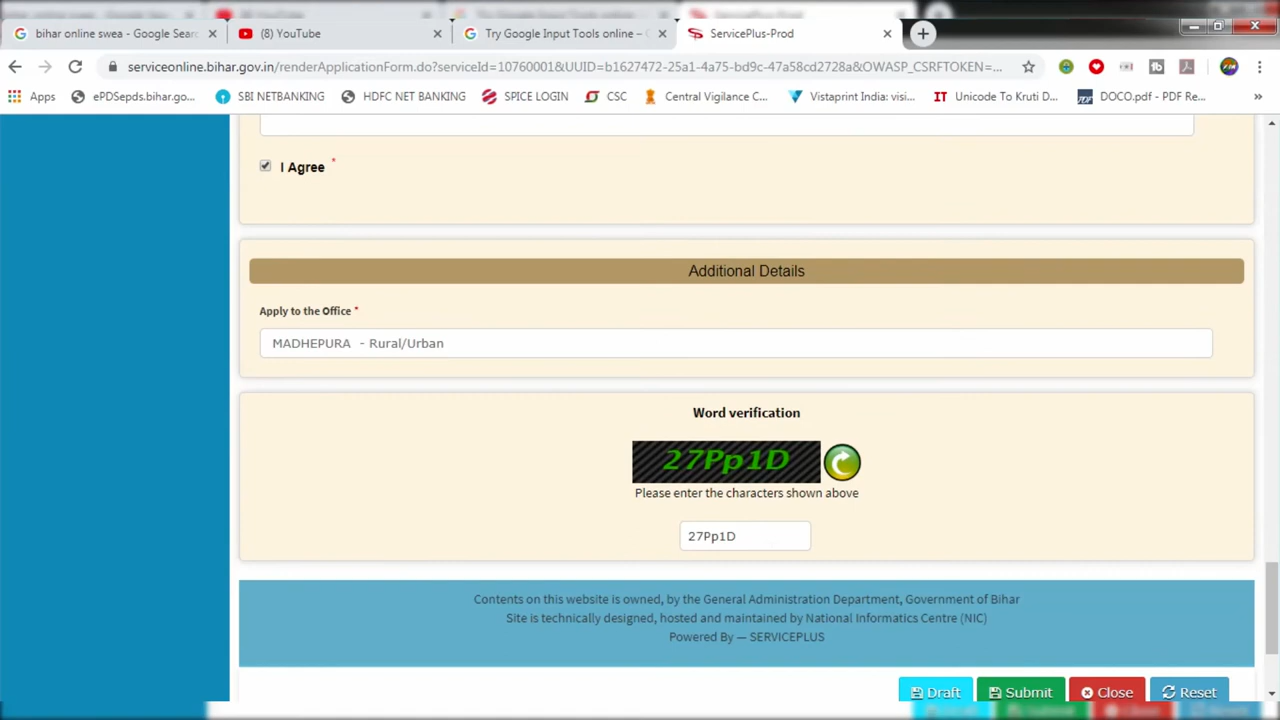 bihar online swea - Google Sear
(8) YouTube
Try Google Input Tools online –
ServicePlus-Prod
serviceonline.bihar.gov.in/renderApplicationForm.do?serviceId=10760001&UUID=b1627472-25a1-4a75-bd9c-47a58cd2728a&OWASP_CSRFTOKEN=...
Apps
ePDSepds.bihar.go...
SBI NETBANKING
HDFC NET BANKING
SPICE LOGIN
CSC
Central Vigilance C...
Vistaprint India: visi...
Unicode To Kruti D...
DOCO.pdf - PDF Re...
»
I Agree *
Additional Details
Apply to the Office *
MADHEPURA - Rural/Urban
Word verification
27Pp1D
Please enter the characters shown above
27Pp1D
Contents on this website is owned, by the General Administration Department, Government of Bihar
Site is technically designed, hosted and maintained by National Informatics Centre (NIC)
Powered By — SERVICEPLUS
Draft
Submit
Close
Reset